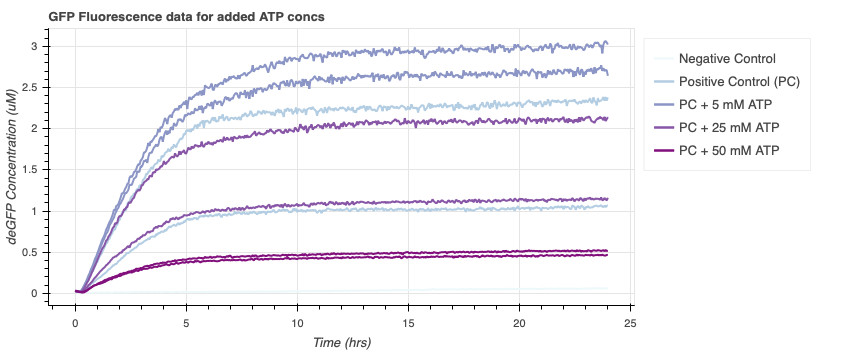 GFP Fluorescence data for added ATP concs
deGFP Concentration (uM)
3
2.5
2
1.5
1
0.5
0
0
5
10
15
20
25
Time (hrs)
Negative Control
Positive Control (PC)
PC + 5 mM ATP
PC + 25 mM ATP
PC + 50 mM ATP